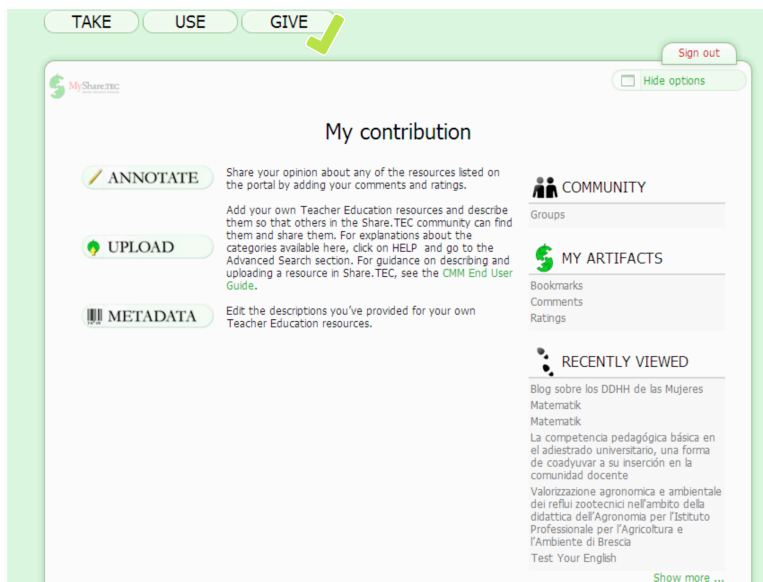 TAKE
USE
GIVE
Sign out
Hide options
MyShare.TEC
My contribution
ANNOTATE
Share your opinion about any of the resources listed on
the portal by adding your comments and ratings.
UPLOAD
Add your own Teacher Education resources and describe
them so that others in the Share.TEC community can find
them and share them. For explanations about the
categories available here, click on HELP and go to the
Advanced Search section. For guidance on describing and
uploading a resource in Share.TEC, see the CMM End User
Guide.
METADATA
Edit the descriptions you've provided for your own
Teacher Education resources.
COMMUNITY
Groups
MY ARTIFACTS
Bookmarks
Comments
Ratings
RECENTLY VIEWED
Blog sobre los DDHH de las Mujeres
Matematik
Matematik
La competencia pedagógica básica en
el adiestrado universitario, una forma
de coadyuvar a su inserción en la
comunidad docente
Valorizzazione agronomica e ambientale
dei reflui zootecnici nell'ambito della
didattica dell'Agronomia per l'Istituto
Professionale per l'Agricoltura e
l'Ambiente di Brescia
Test Your English
Show more ...